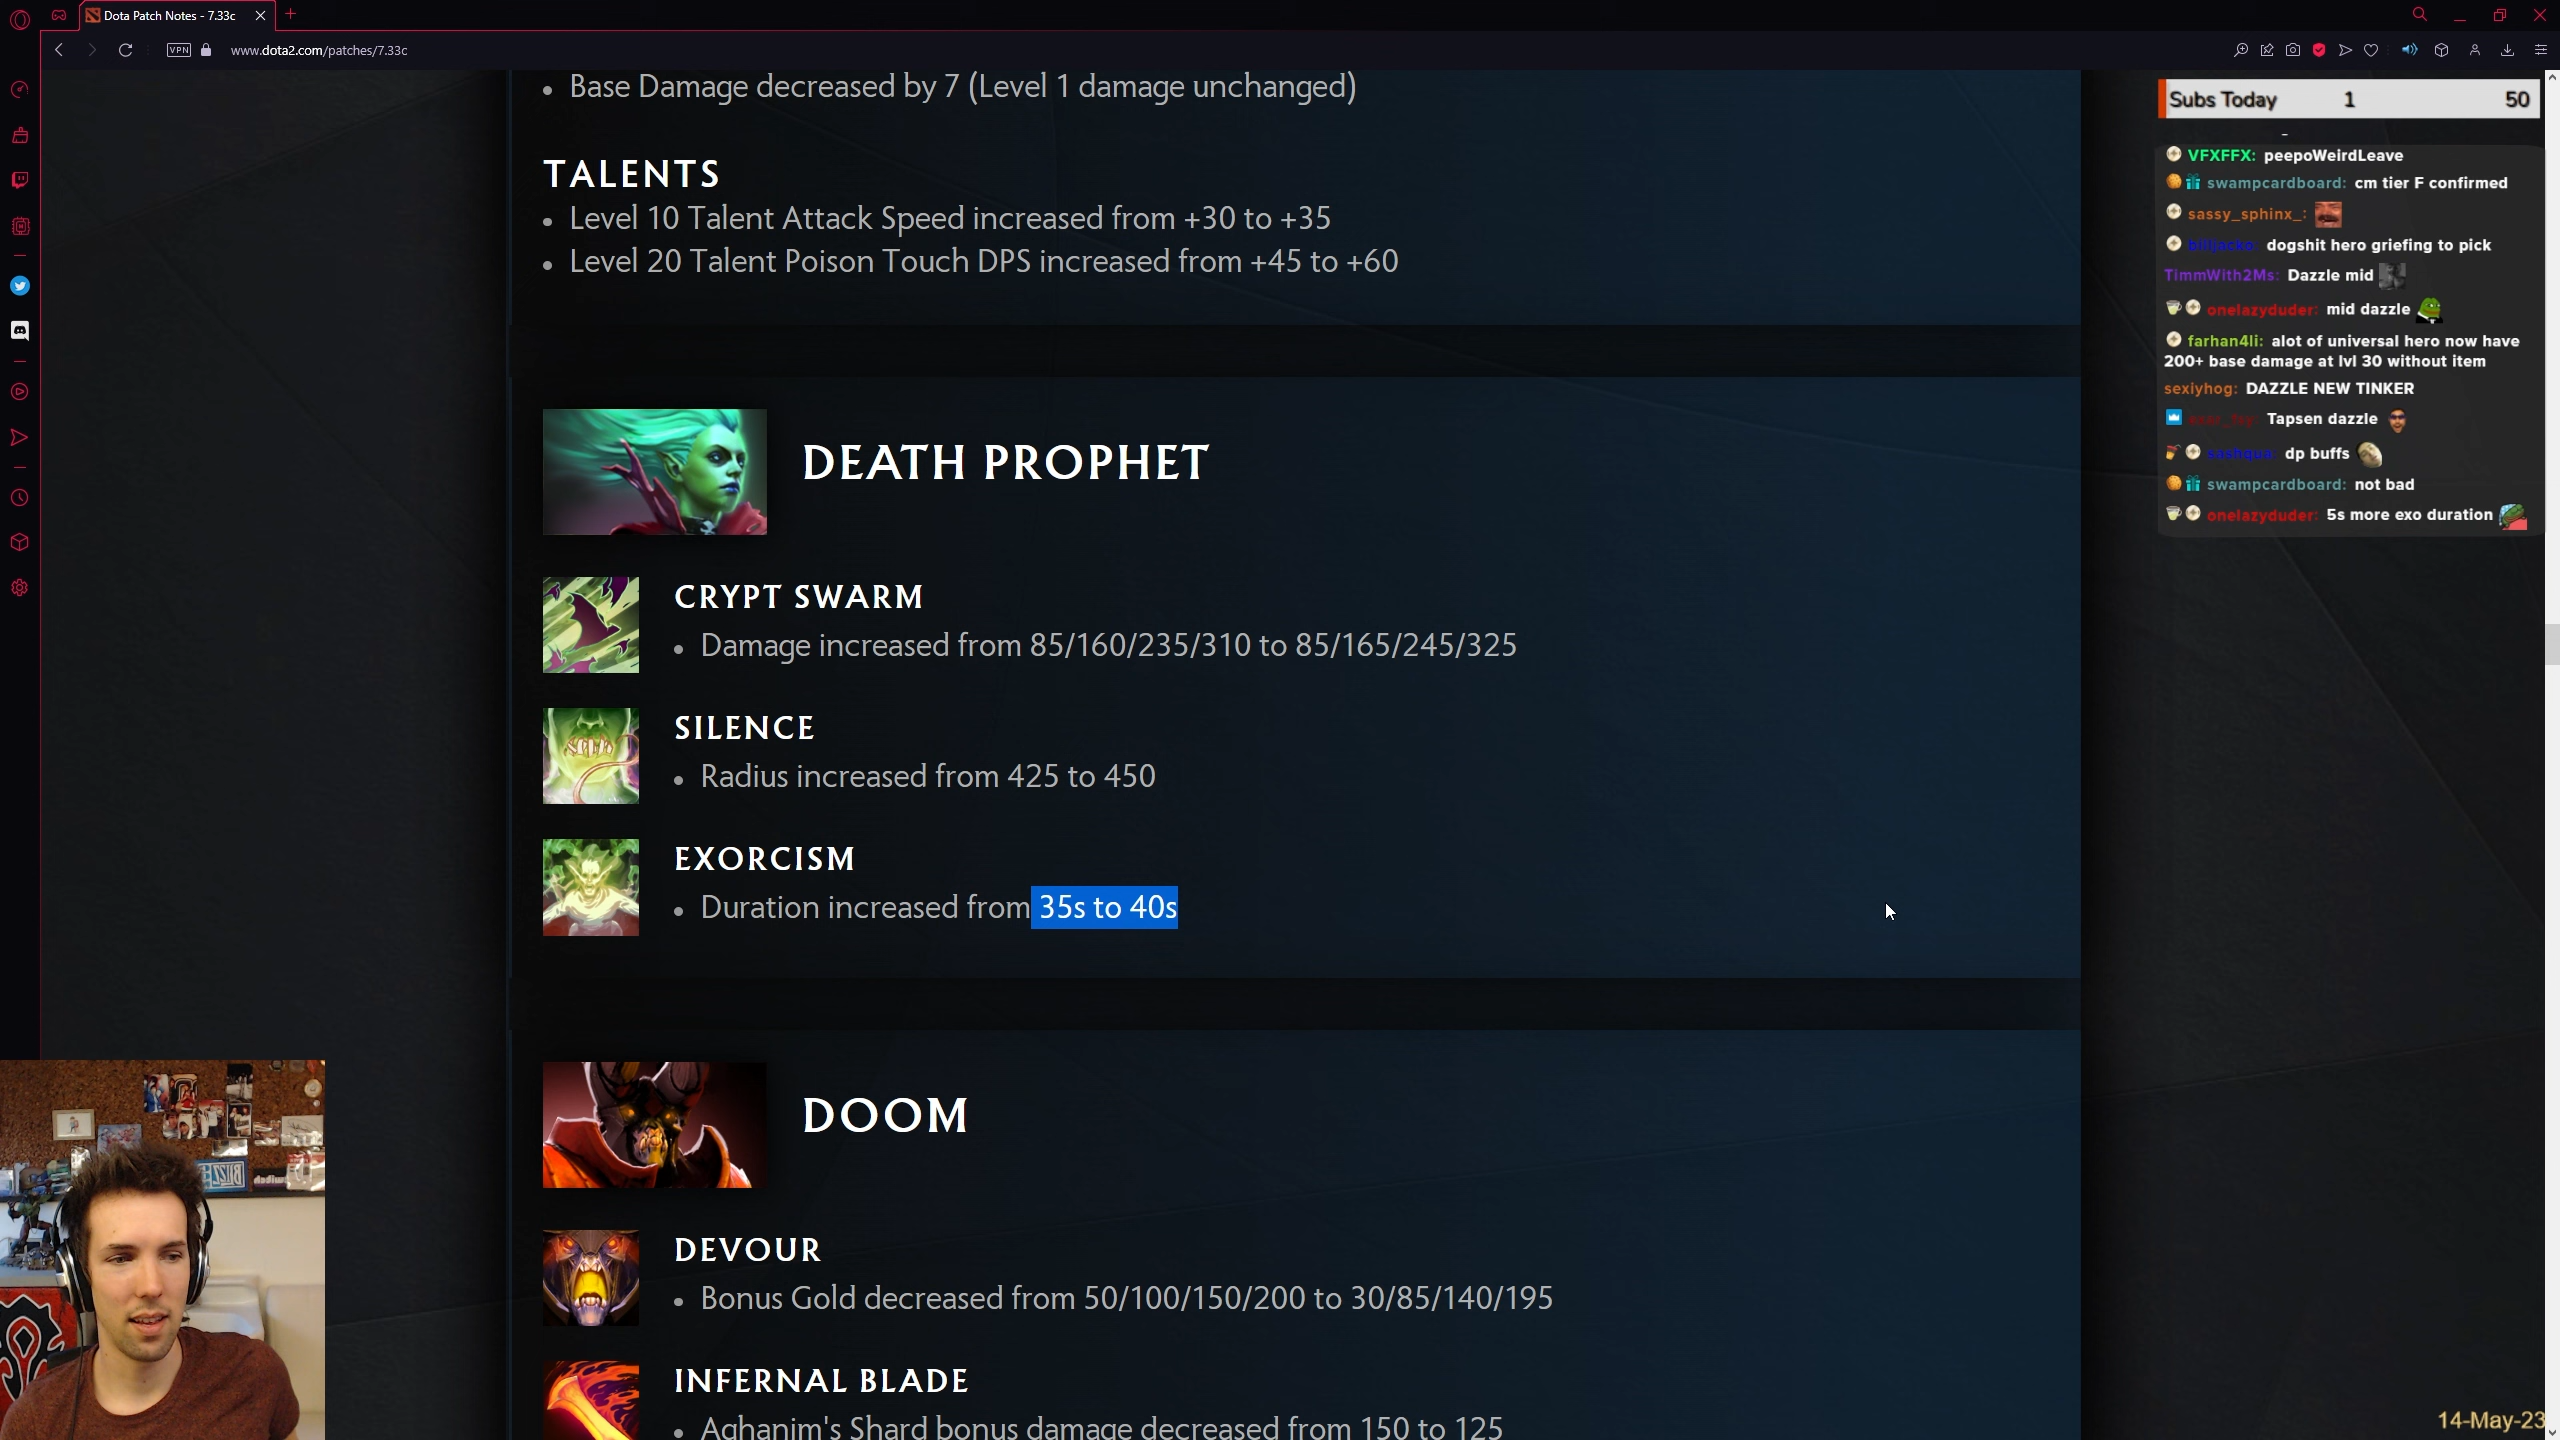 Dota Patch Notes - 7.33c
VPN
www.dota2.com/patches/7.33c
Base Damage decreased by 7 (Level 1 damage unchanged)
TALENTS
Level 10 Talent Attack Speed increased from +30 to +35
Level 20 Talent Poison Touch DPS increased from +45 to +60
DEATH PROPHET
CRYPT SWARM
Damage increased from 85/160/235/310 to 85/165/245/325
SILENCE
Radius increased from 425 to 450
EXORCISM
Duration increased from 35s to 40s
DOOM
DEVOUR
Bonus Gold decreased from 50/100/150/200 to 30/85/140/195
INFERNAL BLADE
Aghanim's Shard bonus damage decreased from 150 to 125
Subs Today 1 50
-
VFXFFX: peepoWeirdLeave
swampcardboard: cm tier F confirmed
sassy_sphinx_:
billjacko: dogshit hero griefing to pick
TimmWith2Ms: Dazzle mid
onelazyduder: mid dazzle
farhan4li: alot of universal hero now have
200+ base damage at lvl 30 without item
sexiyhog: DAZZLE NEW TINKER
Tapsen dazzle
sashqua: dp buffs
swampcardboard: not bad
onelazyduder: 5s more exo duration
14-May-23